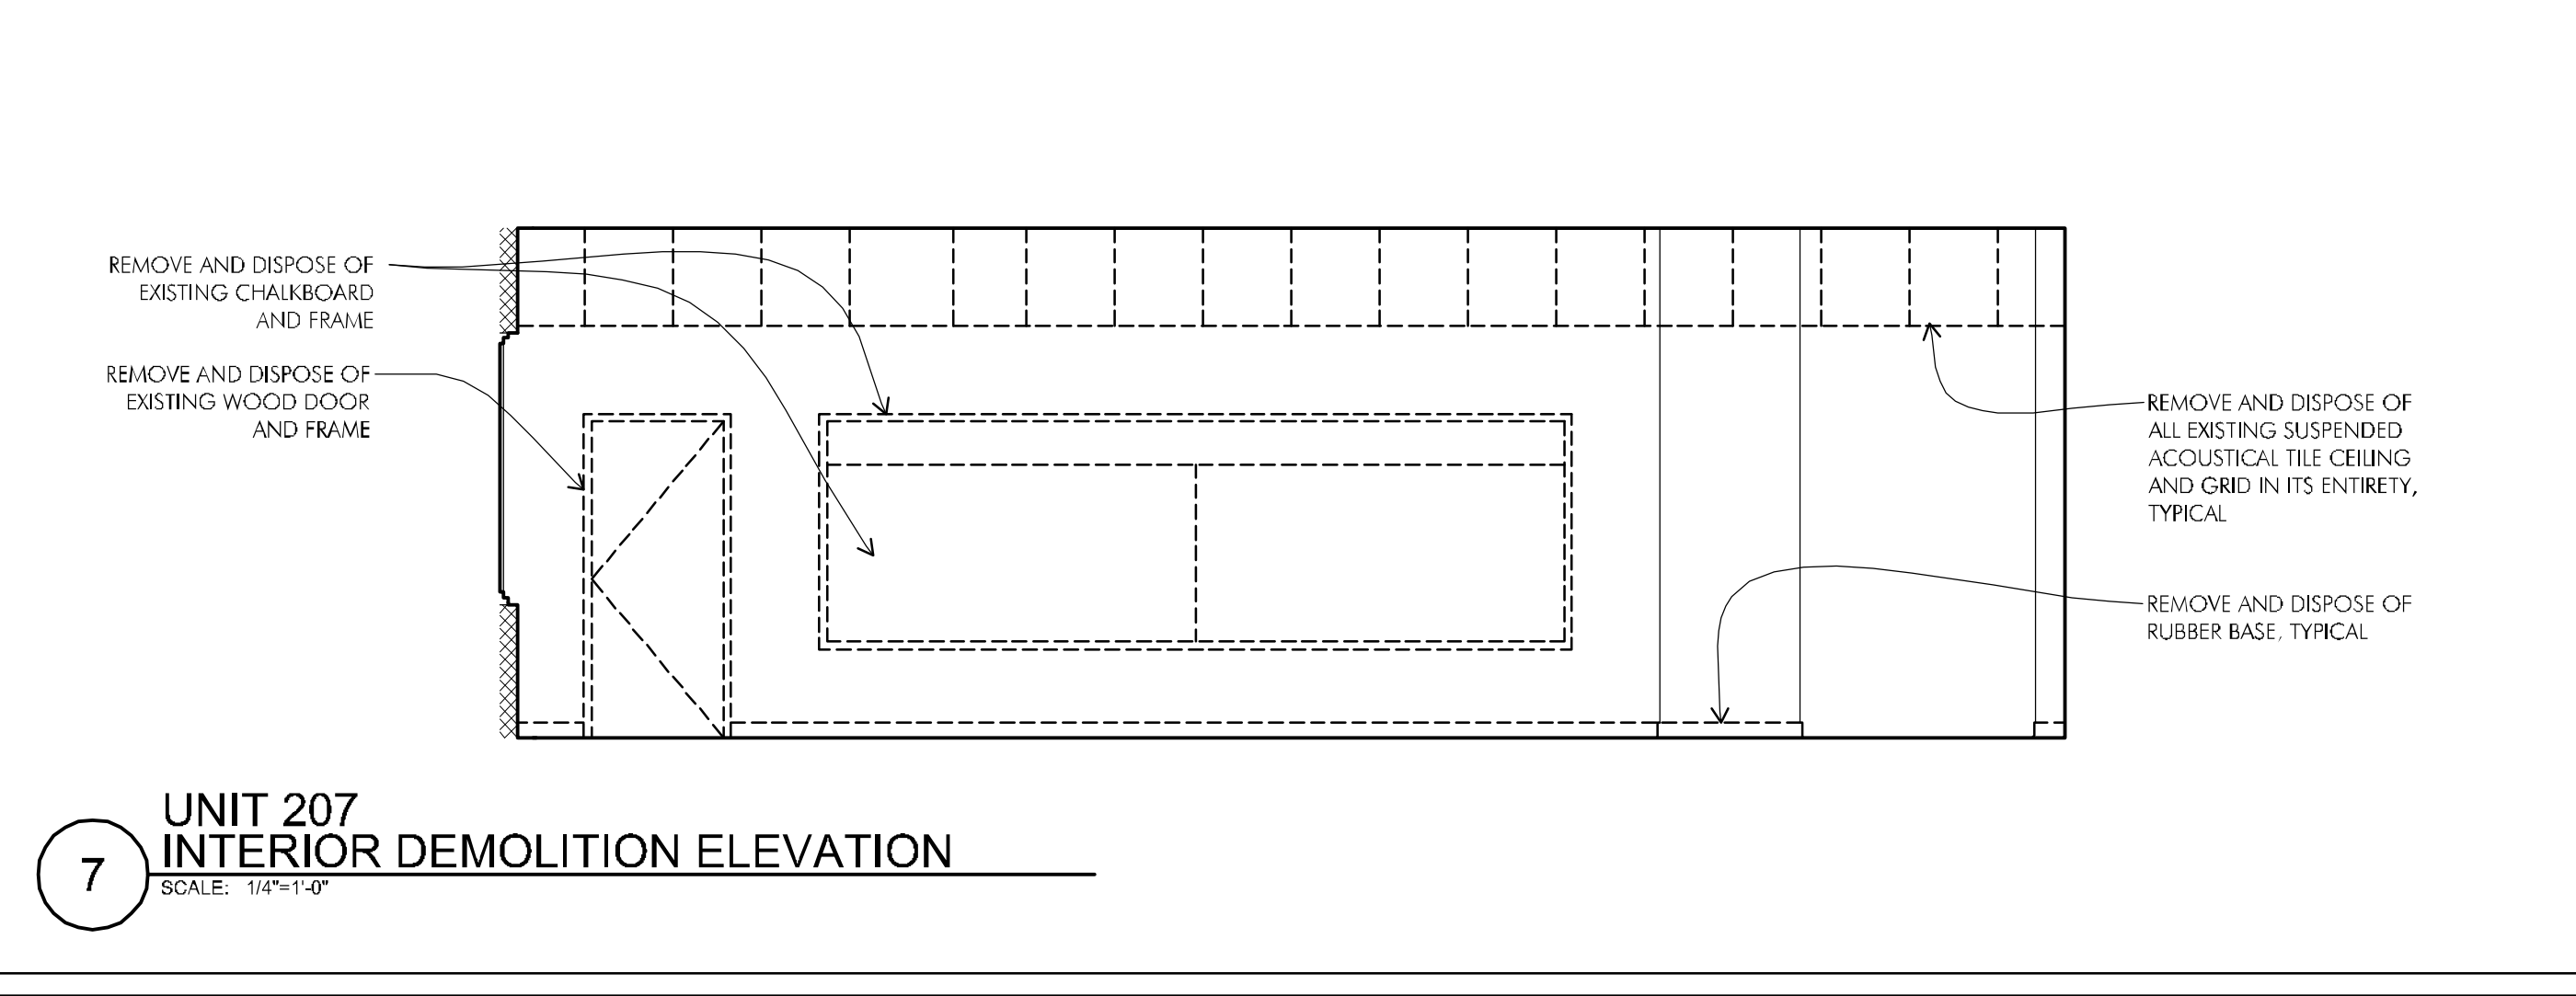 REMOVE AND DISPOSE OF
EXISTING CHALKBOARD
AND FRAME
REMOVE AND DISPOSE OF
EXISTING WOOD DOOR
AND FRAME
REMOVE AND DISPOSE OF
ALL EXISTING SUSPENDED
ACOUSTICAL TILE CEILING
AND GRID IN ITS ENTIRETY,
TYPICAL
REMOVE AND DISPOSE OF
RUBBER BASE, TYPICAL
7
UNIT 207
INTERIOR DEMOLITION ELEVATION
SCALE: 1/4"=1'-0"